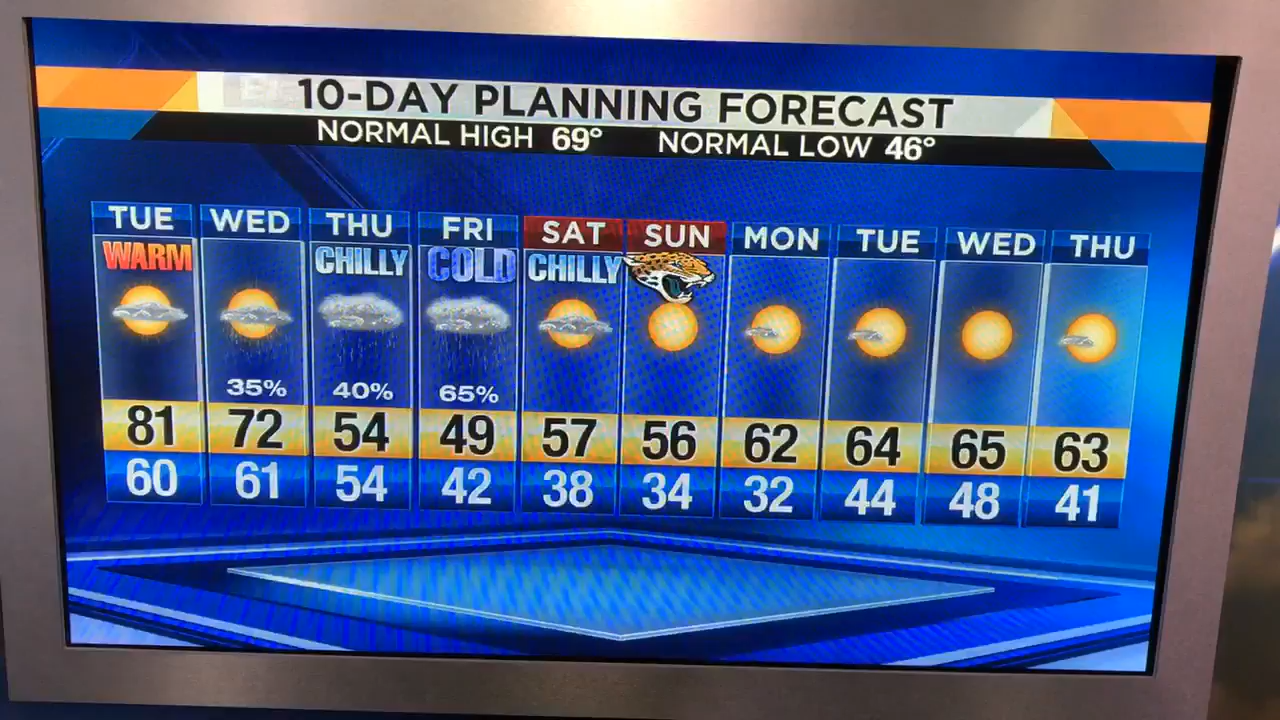 10-DAY PLANNING FORECAST
NORMAL HIGH 69° NORMAL LOW 46°
TUE WED THU FRI SAT SUN MON TUE WED THU
WARM CHILLY COLD CHILLY
35% 40% 65%
81 72 54 49 57 56 62 64 65 63
60 61 54 42 38 34 32 44 48 41